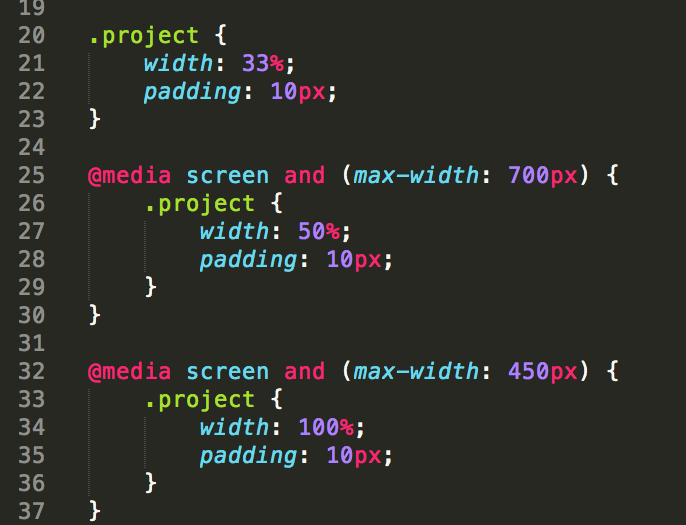 19
20 .project {
21     width: 33%;
22     padding: 10px;
23 }
24
25 @media screen and (max-width: 700px) {
26     .project {
27         width: 50%;
28         padding: 10px;
29     }
30 }
31
32 @media screen and (max-width: 450px) {
33     .project {
34         width: 100%;
35         padding: 10px;
36     }
37 }